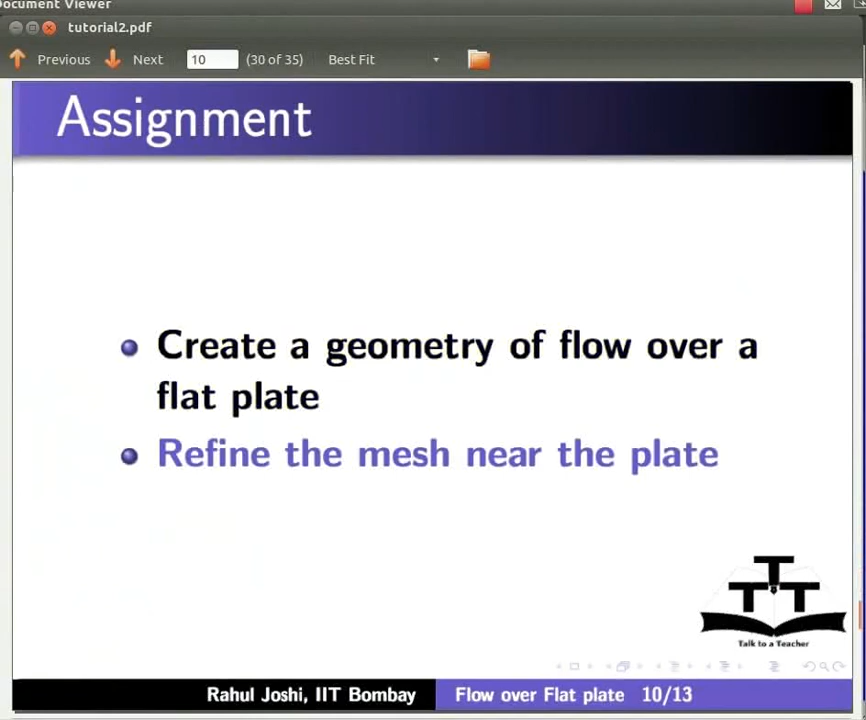 Document Viewer
tutorial2.pdf
Previous Next 10 (30 of 35) Best Fit
Assignment
Create a geometry of flow over a
flat plate
Refine the mesh near the plate
T
T T
Talk to a Teacher
Rahul Joshi, IIT Bombay Flow over Flat plate 10/13